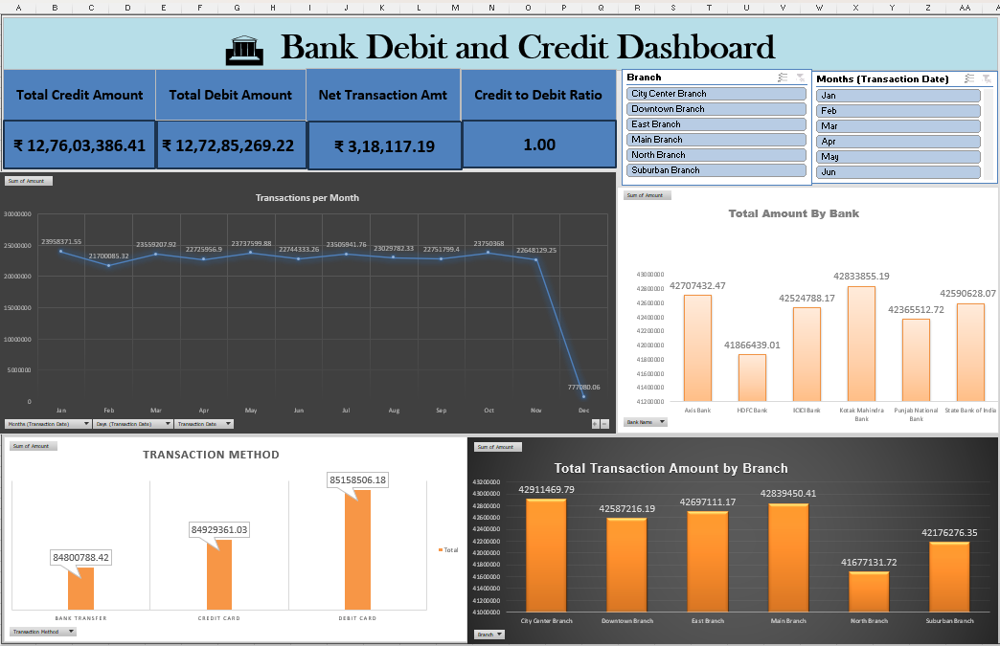 A B C D E F G H I J K L M N O P Q R S T U V W X Y Z AA
Bank Debit and Credit Dashboard
Total Credit Amount
Total Debit Amount
Net Transaction Amt
Credit to Debit Ratio
₹ 12,76,03,386.41
₹ 12,72,85,269.22
₹ 3,18,117.19
1.00
Branch
City Center Branch
Downtown Branch
East Branch
Main Branch
North Branch
Suburban Branch
Months (Transaction Date)
Jan
Feb
Mar
Apr
May
Jun
Sum of Amount
Transactions per Month
30000000
25000000
20000000
15000000
10000000
5000000
0
23958371.55
21700085.32
23559207.92
22725956.9
23737599.88
22744333.26
23505941.76
23029782.33
22751799.4
23750368
22648129.25
777080.06
Jan Feb Mar Apr May Jun Jul Aug Sep Oct Nov Dec
Months (Transaction Date)
Days (Transaction Date)
Transaction Date
Sum of Amount
Total Amount By Bank
43000000
42800000
42600000
42400000
42200000
42000000
41800000
41600000
41400000
41200000
42707432.47
41866439.01
42524788.17
42833855.19
42365512.72
42590628.07
Axis Bank
HDFC Bank
ICICI Bank
Kotak Mahindra
Bank
Punjab National
Bank
State Bank of India
Bank Name
Sum of Amount
TRANSACTION METHOD
84800788.42
84929361.03
85158506.18
Total
BANK TRANSFER
CREDIT CARD
DEBIT CARD
Transaction Method
Sum of Amount
Total Transaction Amount by Branch
43200000
43000000
42800000
42600000
42400000
42200000
42000000
41800000
41600000
41400000
41200000
41000000
42911469.79
42587216.19
42697111.17
42839450.41
41677131.72
42176276.35
City Center Branch
Downtown Branch
East Branch
Main Branch
North Branch
Suburban Branch
Branch